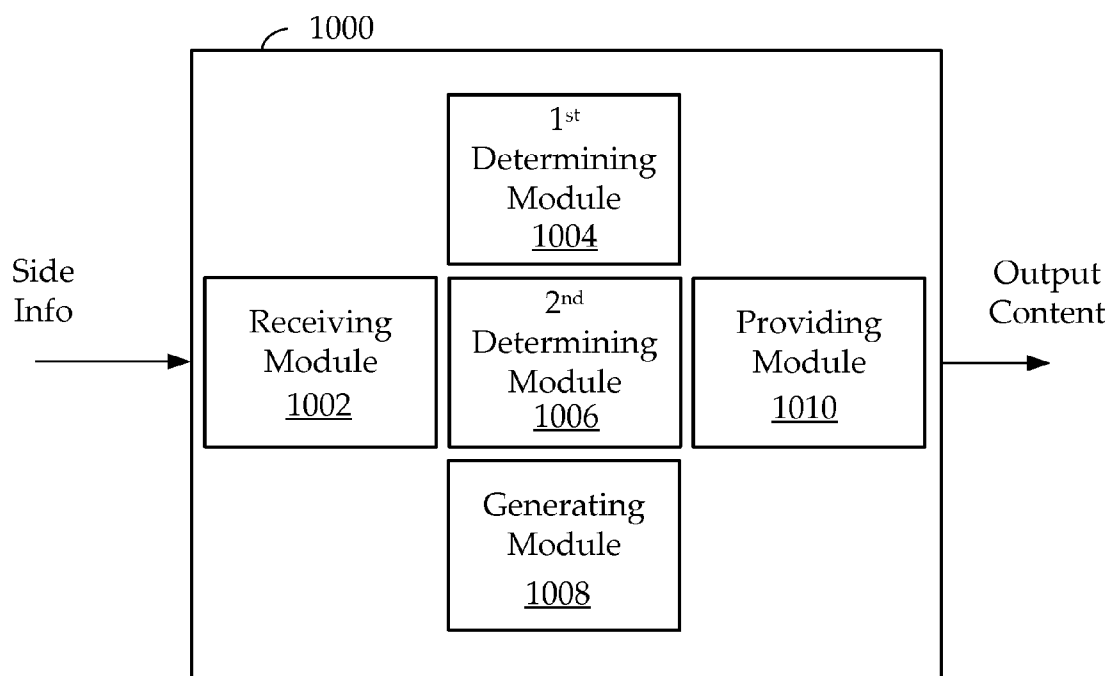 1000
1st
Determining
Module
1004
Side
Info
Receiving
Module
1002
2nd
Determining
Module
1006
Providing
Module
1010
Output
Content
Generating
Module
1008